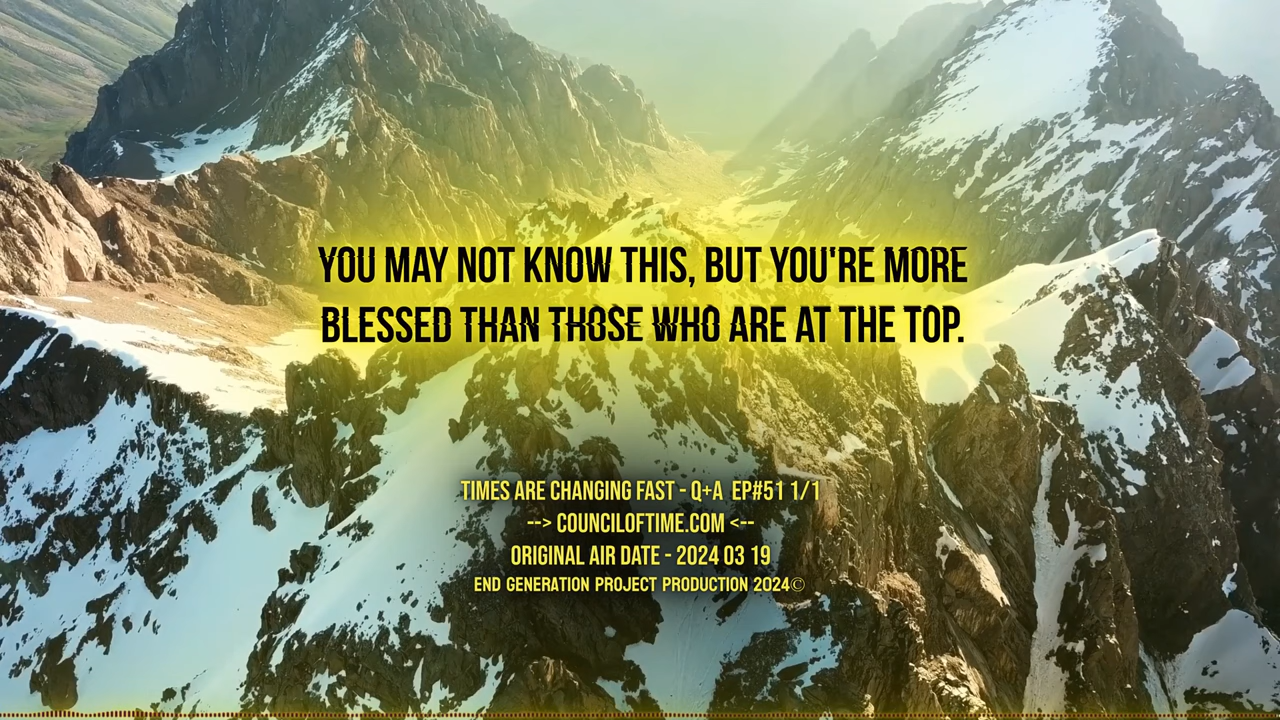 YOU MAY NOT KNOW THIS, BUT YOU'RE MORE
BLESSED THAN THOSE WHO ARE AT THE TOP.
TIMES ARE CHANGING FAST - Q+A EP#51 1/1
--> COUNCILOFTIME.COM <--
ORIGINAL AIR DATE - 2024 03 19
END GENERATION PROJECT PRODUCTION 2024©